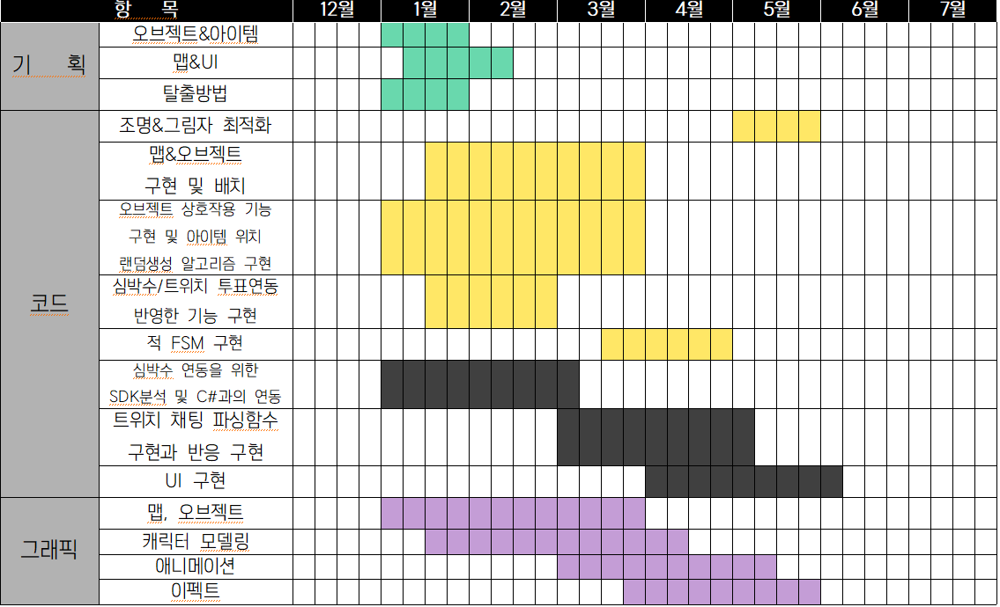 항 목 12월 1월 2월 3월 4월 5월 6월 7월
기 획
오브젝트&아이템
맵&UI
탈출방법
코드
조명&그림자 최적화
맵&오브젝트
구현 및 배치
오브젝트 상호작용 기능
구현 및 아이템 위치
랜덤생성 알고리즘 구현
심박수/트위치 투표연동
반영한 기능 구현
적 FSM 구현
심박수 연동을 위한
SDK분석 및 C#과의 연동
트위치 채팅 파싱함수
구현과 반응 구현
UI 구현
그래픽
맵, 오브젝트
캐릭터 모델링
애니메이션
이펙트